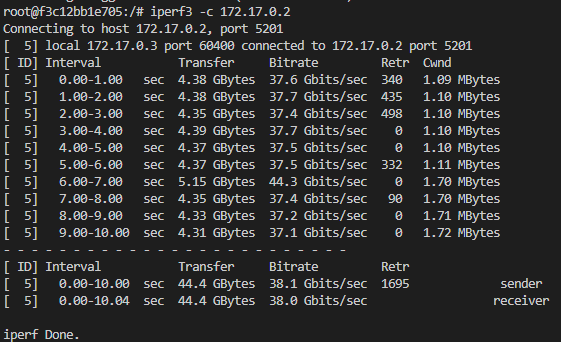 root@f3c12bb1e705:/# iperf3 -c 172.17.0.2
Connecting to host 172.17.0.2, port 5201
[  5] local 172.17.0.3 port 60400 connected to 172.17.0.2 port 5201
[ ID] Interval           Transfer     Bitrate         Retr  Cwnd
[  5]   0.00-1.00   sec  4.38 GBytes  37.6 Gbits/sec  340   1.09 MBytes
[  5]   1.00-2.00   sec  4.38 GBytes  37.7 Gbits/sec  435   1.10 MBytes
[  5]   2.00-3.00   sec  4.35 GBytes  37.4 Gbits/sec  498   1.10 MBytes
[  5]   3.00-4.00   sec  4.39 GBytes  37.7 Gbits/sec    0   1.10 MBytes
[  5]   4.00-5.00   sec  4.37 GBytes  37.5 Gbits/sec    0   1.10 MBytes
[  5]   5.00-6.00   sec  4.37 GBytes  37.5 Gbits/sec  332   1.11 MBytes
[  5]   6.00-7.00   sec  5.15 GBytes  44.3 Gbits/sec    0   1.70 MBytes
[  5]   7.00-8.00   sec  4.35 GBytes  37.4 Gbits/sec   90   1.70 MBytes
[  5]   8.00-9.00   sec  4.33 GBytes  37.2 Gbits/sec    0   1.71 MBytes
[  5]   9.00-10.00  sec  4.31 GBytes  37.1 Gbits/sec    0   1.72 MBytes
- - - - - - - - - - - - - - - - - - - - - - - - -
[ ID] Interval           Transfer     Bitrate         Retr
[  5]   0.00-10.00  sec  44.4 GBytes  38.1 Gbits/sec  1695             sender
[  5]   0.00-10.04  sec  44.4 GBytes  38.0 Gbits/sec                  receiver

iperf Done.